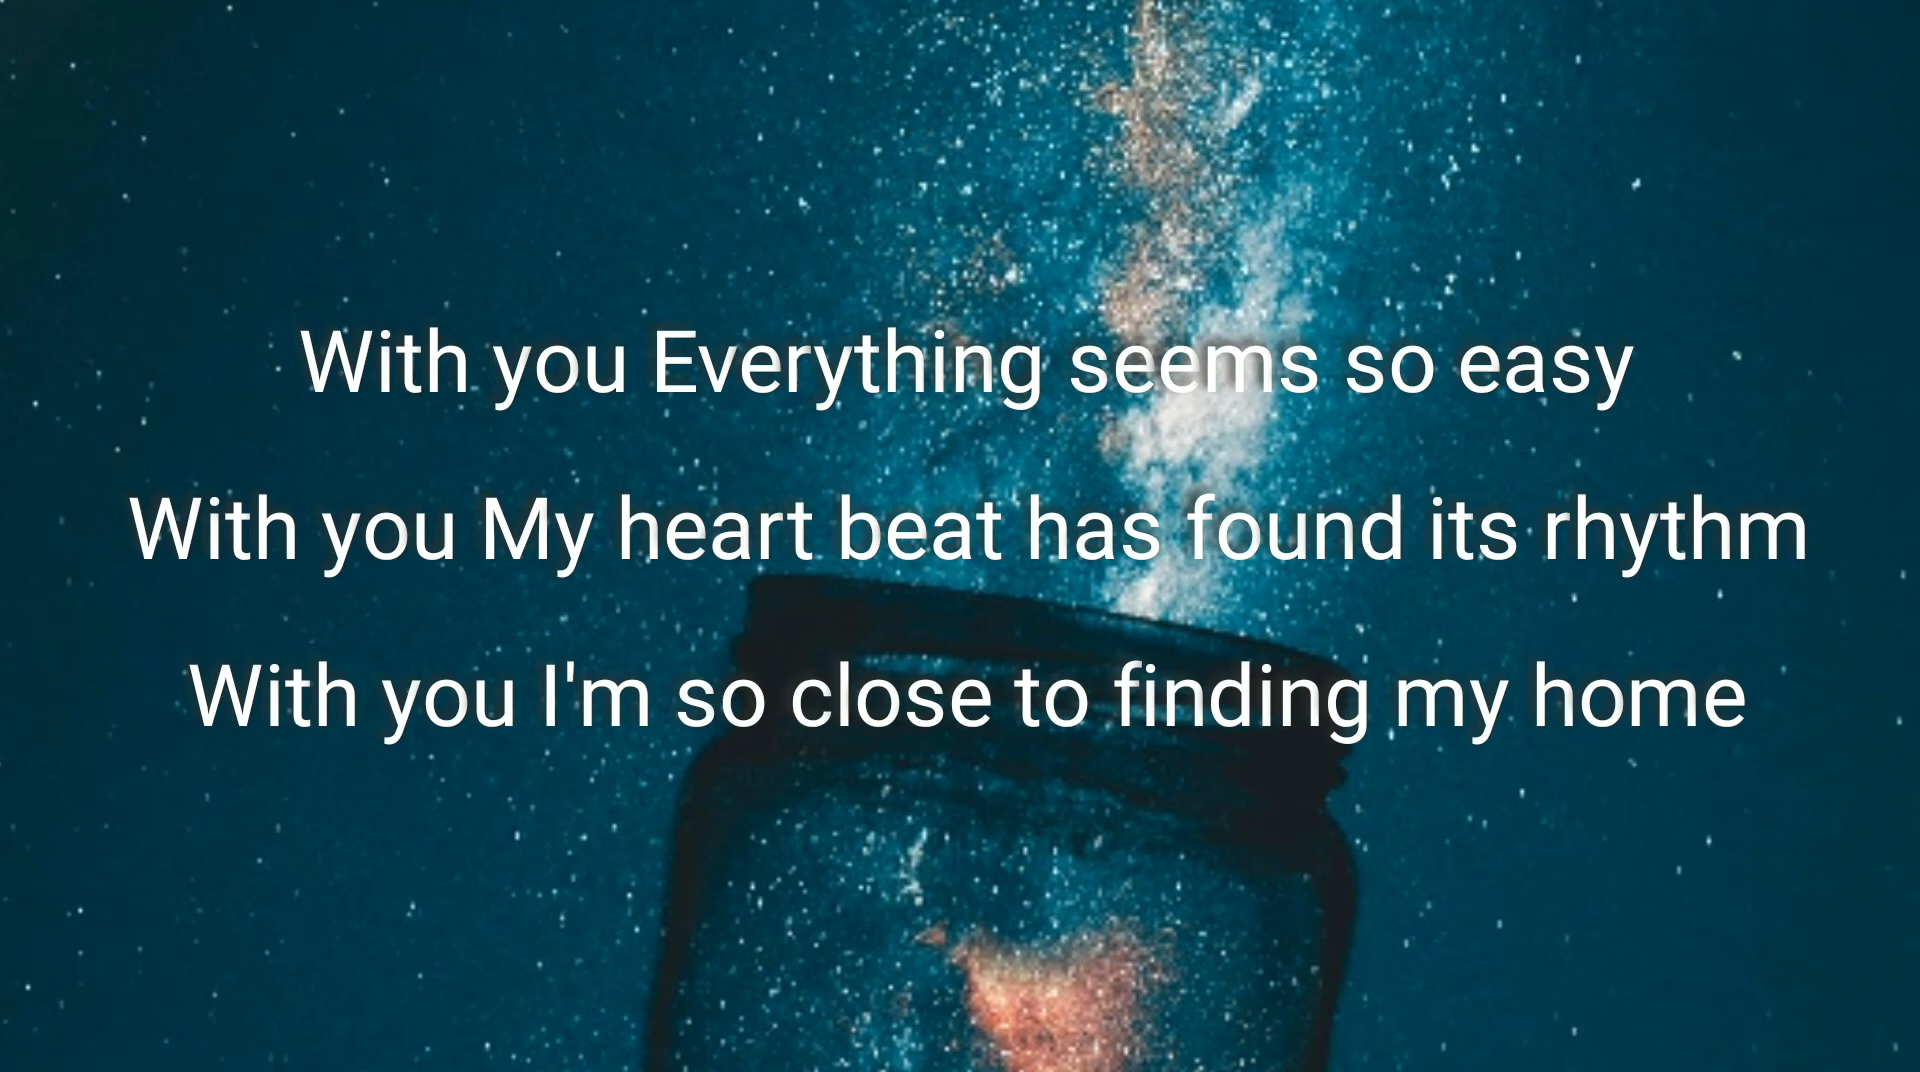 With you Everything seems so easy
With you My heart beat has found its rhythm
With you I'm so close to finding my home